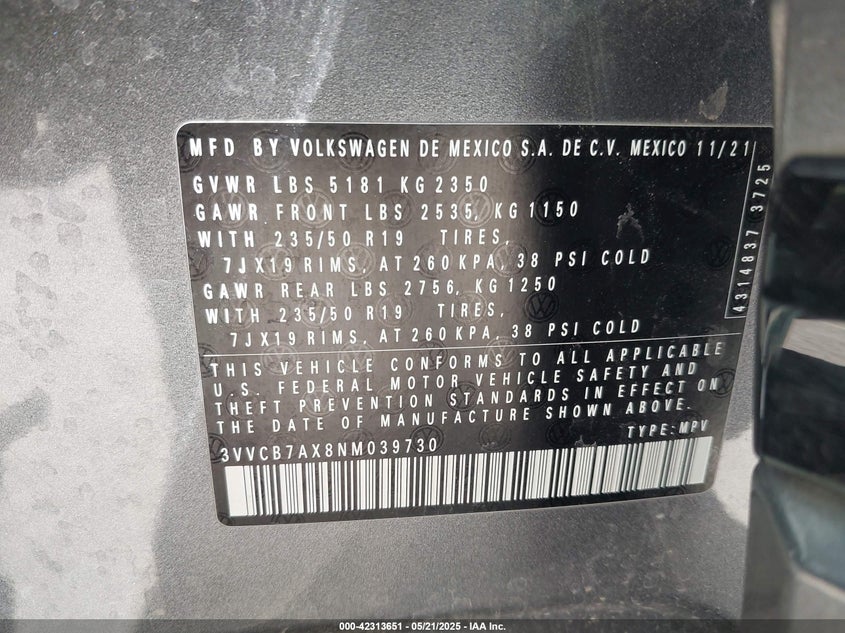 MFD BY VOLKSWAGEN DE MEXICO S.A. DE C.V. MEXICO 11/21
GVWR LBS 5181 KG 2350
GAWR FRONT LBS 2535, KG 1150
WITH 235/50 R19 TIRES,
7JX19 RIMS, AT 260 KPA, 38 PSI COLD
GAWR REAR LBS 2756, KG 1250
WITH 235/50 R19 TIRES,
7JX19 RIMS, AT 260 KPA, 38 PSI COLD
4314837 3725
THIS VEHICLE CONFORMS TO ALL APPLICABLE
U.S. FEDERAL MOTOR VEHICLE SAFETY AND
THEFT PREVENTION STANDARDS IN EFFECT ON
THE DATE OF MANUFACTURE SHOWN ABOVE.
TYPE: MPV
3VVCB7AX8NM039730
000-42313651 - 05/21/2025 - IAA Inc.